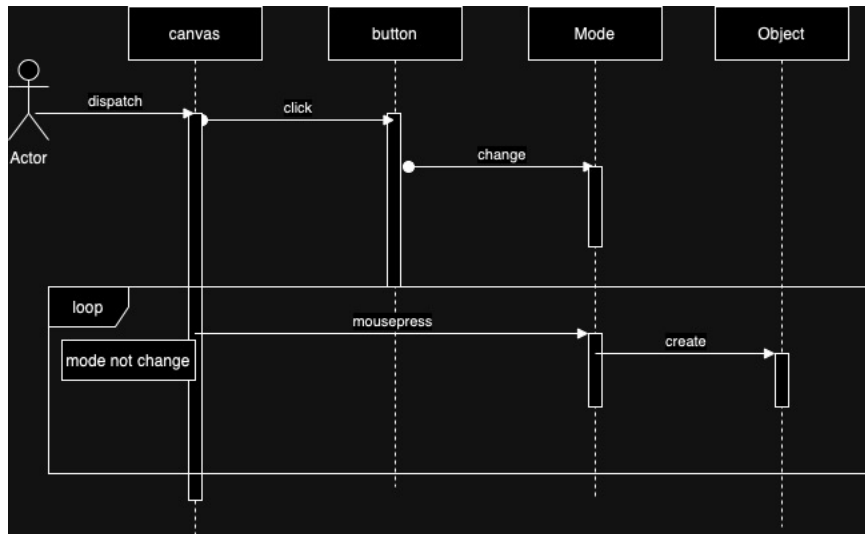 canvas
button
Mode
Object
dispatch
click
Actor
change
loop
mousepress
mode not change
create